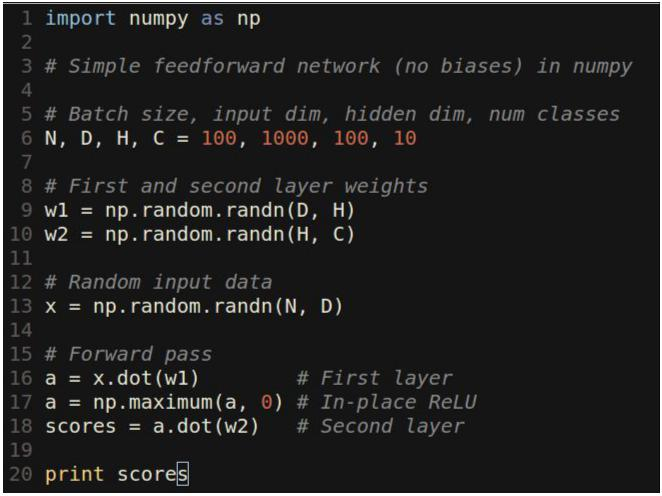 1 import numpy as np
2
3 # Simple feedforward network (no biases) in numpy
4
5 # Batch size, input dim, hidden dim, num classes
6 N, D, H, C = 100, 1000, 100, 10
7
8 # First and second layer weights
9 w1 = np.random.randn(D, H)
10 w2 = np.random.randn(H, C)
11
12 # Random input data
13 x = np.random.randn(N, D)
14
15 # Forward pass
16 a = x.dot(w1)        # First layer
17 a = np.maximum(a, 0) # In-place ReLU
18 scores = a.dot(w2)   # Second layer
19
20 print scores